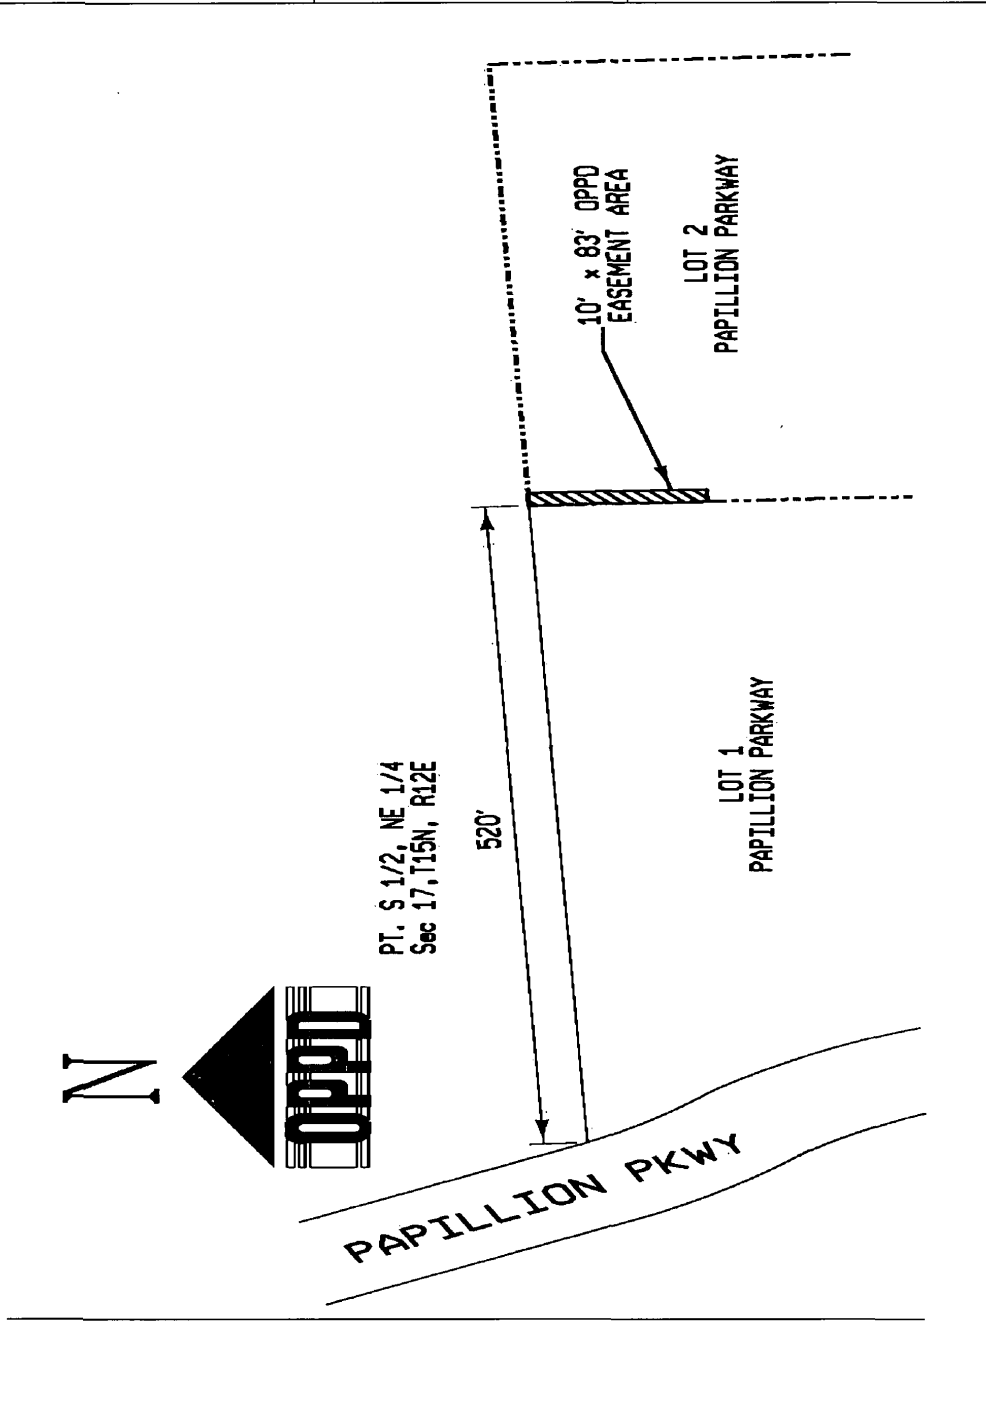 N
OPPD
PT. S 1/2, NE 1/4
Sec 17,T15N, R12E
520'
10' x 83' OPPD
EASEMENT AREA
LOT 2
PAPILLION PARKWAY
LOT 1
PAPILLION PARKWAY
PAPILLION PKWY